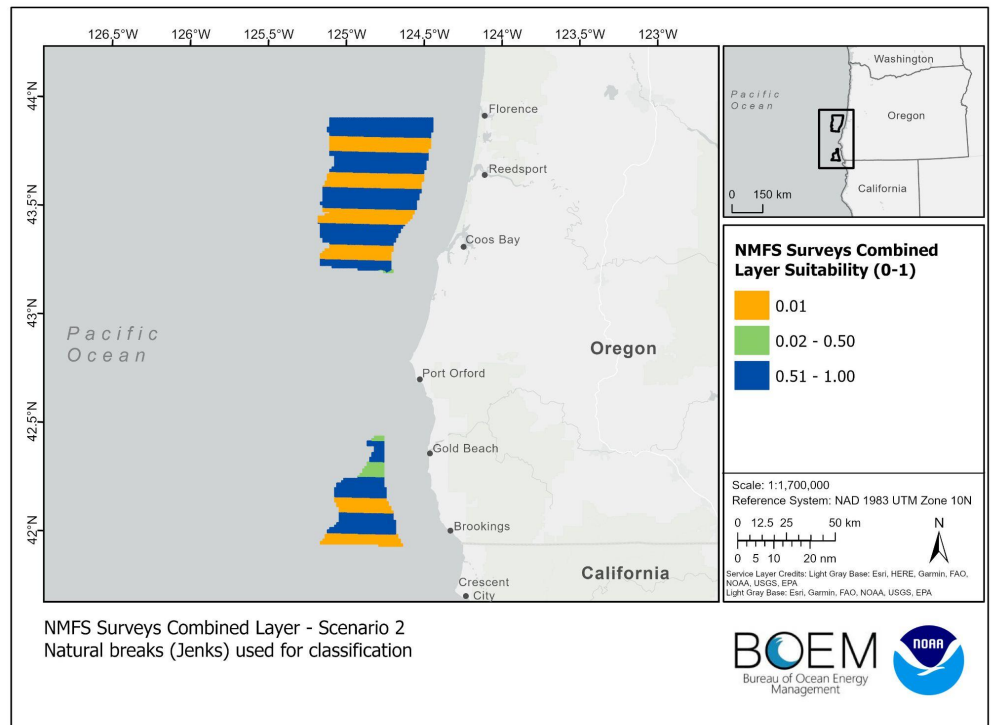 126.5°W 126°W 125.5°W 125°W 124.5°W 124°W 123.5°W 123°W
44°N
43.5°N
43°N
42.5°N
42°N
Florence
Reedsport
Coos Bay
Pacific
Ocean
Oregon
Port Orford
Gold Beach
Brookings
California
Crescent
City
Washington
Pacific
Ocean
Oregon
California
0 150 km
NMFS Surveys Combined
Layer Suitability (0-1)
0.01
0.02 - 0.50
0.51 - 1.00
Scale: 1:1,700,000
Reference System: NAD 1983 UTM Zone 10N
0 12.5 25 50 km
0 5 10 20 nm
N
Service Layer Credits: Light Gray Base: Esri, HERE, Garmin, FAO,
NOAA, USGS, EPA
Light Gray Base: Esri, Garmin, FAO, NOAA, USGS, EPA
NMFS Surveys Combined Layer - Scenario 2
Natural breaks (Jenks) used for classification
BOEM
Bureau of Ocean Energy
Management
NOAA